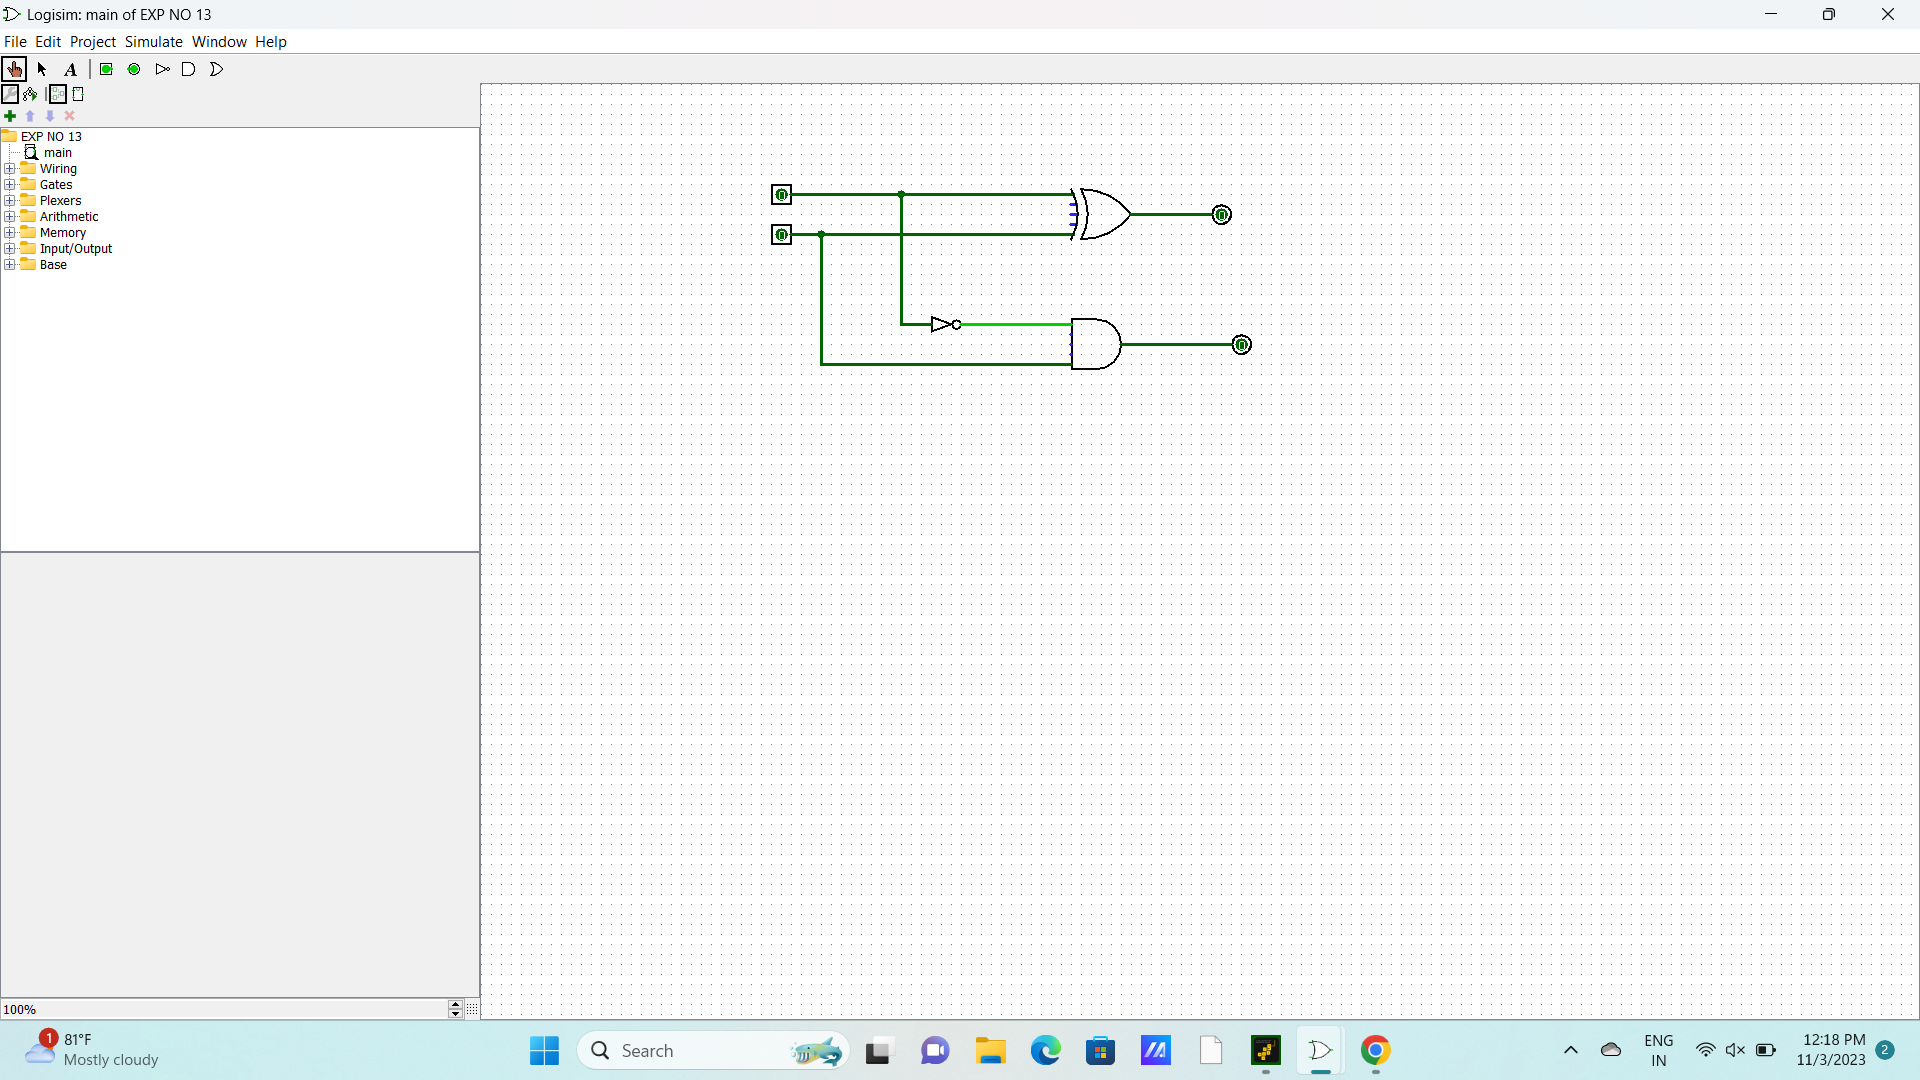 Logisim: main of EXP NO 13
File Edit Project Simulate Window Help
A
EXP NO 13
main
Wiring
Gates
Plexers
Arithmetic
Memory
Input/Output
Base
0
0
0
0
100%
1
81°F
Mostly cloudy
Search
ENG
IN
12:18 PM
11/3/2023
2